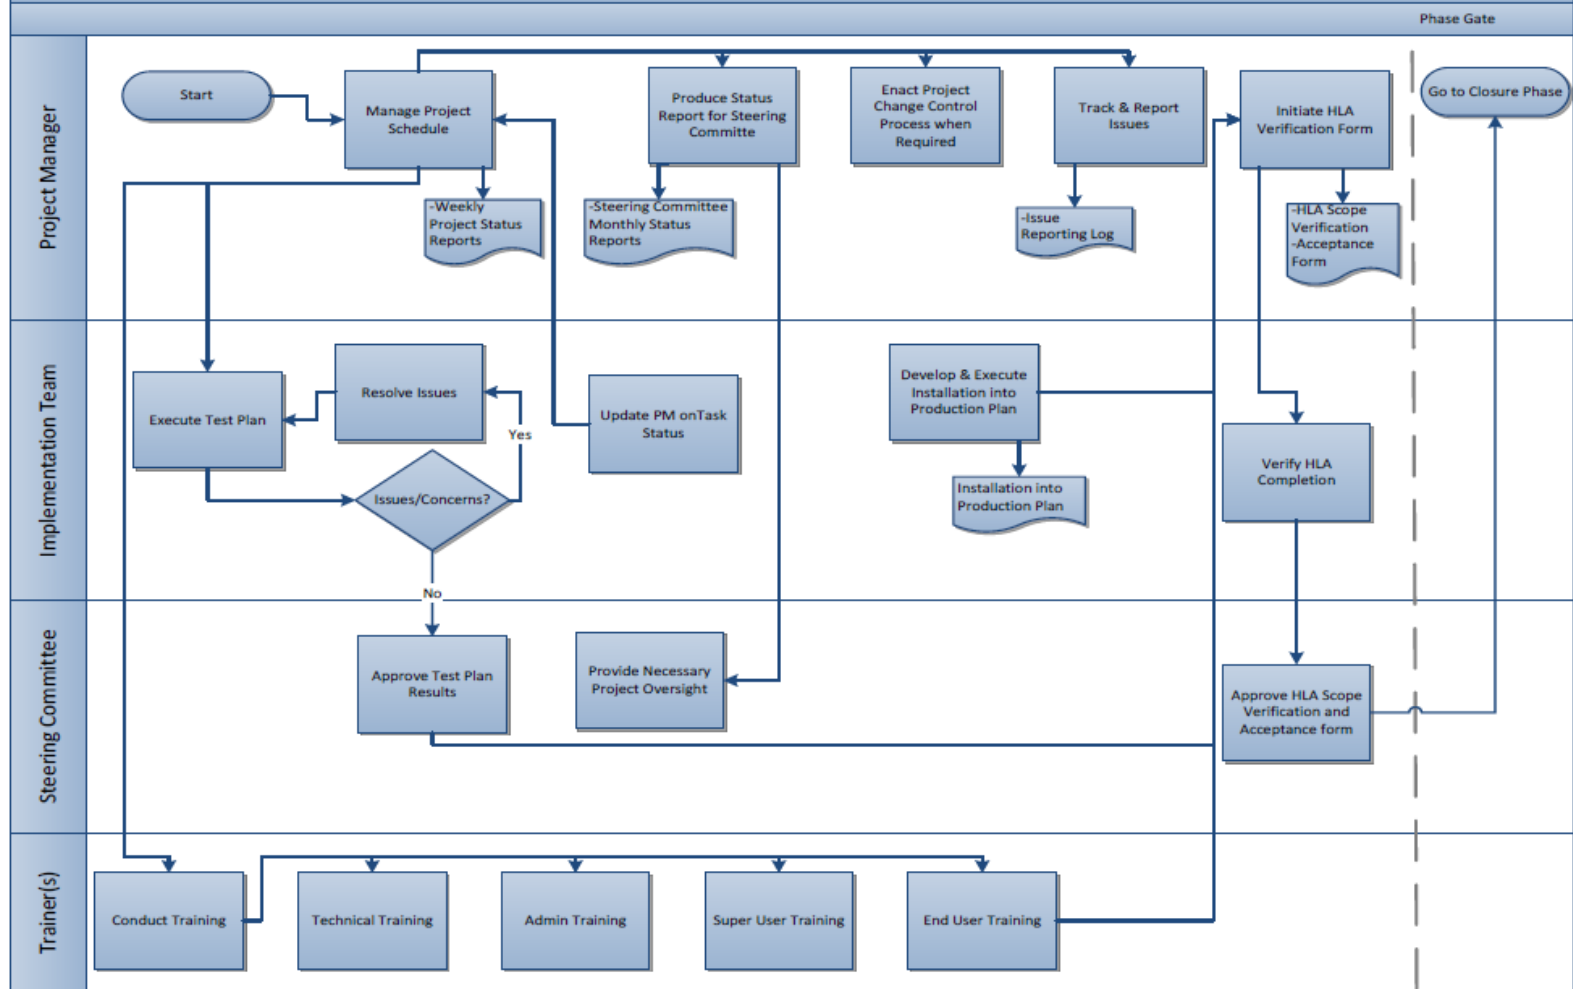 Phase Gate
Project Manager
Start
Manage Project
Schedule
Produce Status
Report for Steering
Committe
Enact Project
Change Control
Process when
Required
Track & Report
Issues
Initiate HLA
Verification Form
Go to Closure Phase
-Weekly
Project Status
Reports
-Steering Committee
Monthly Status
Reports
-Issue
Reporting Log
-HLA Scope
Verification
-Acceptance
Form
Implementation Team
Execute Test Plan
Resolve Issues
Yes
Issues/Concerns?
No
Update PM onTask
Status
Develop & Execute
Installation into
Production Plan
Installation into
Production Plan
Verify HLA
Completion
Steering Committee
Approve Test Plan
Results
Provide Necessary
Project Oversight
Approve HLA Scope
Verification and
Acceptance form
Trainer(s)
Conduct Training
Technical Training
Admin Training
Super User Training
End User Training